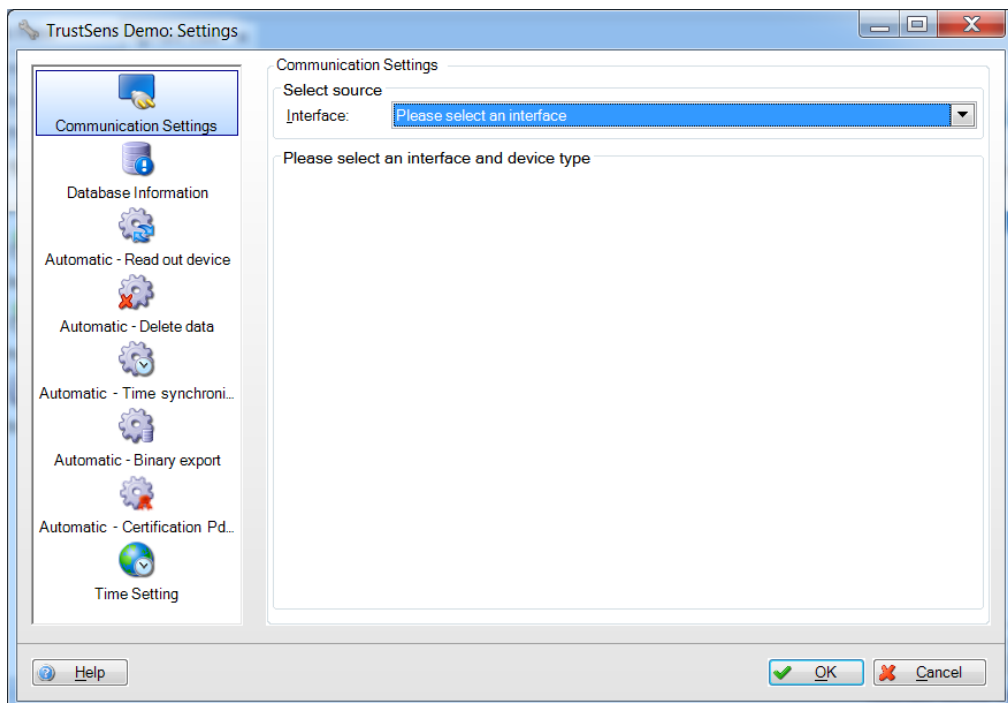 TrustSens Demo: Settings
Communication Settings
Database Information
Automatic - Read out device
Automatic - Delete data
Automatic - Time synchroni...
Automatic - Binary export
Automatic - Certification Pd...
Time Setting
Communication Settings
Select source
Interface: Please select an interface
Please select an interface and device type
Help
OK
Cancel